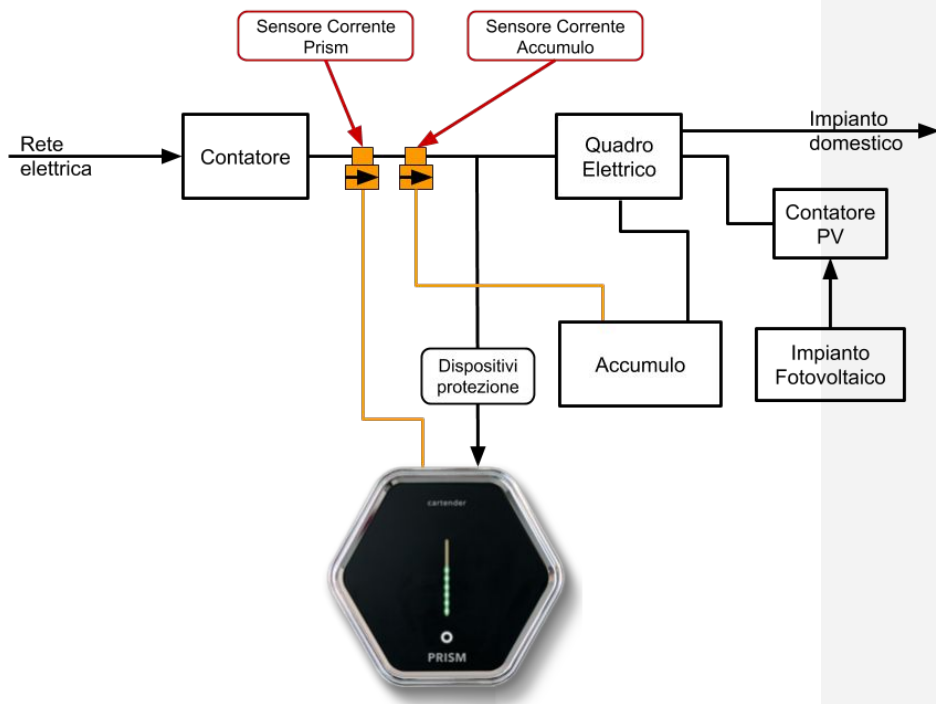 Sensore Corrente
Prism
Sensore Corrente
Accumulo
Rete
elettrica
Contatore
Quadro
Elettrico
Impianto
domestico
Contatore
PV
Dispositivi
protezione
Accumulo
Impianto
Fotovoltaico
cartender
PRISM